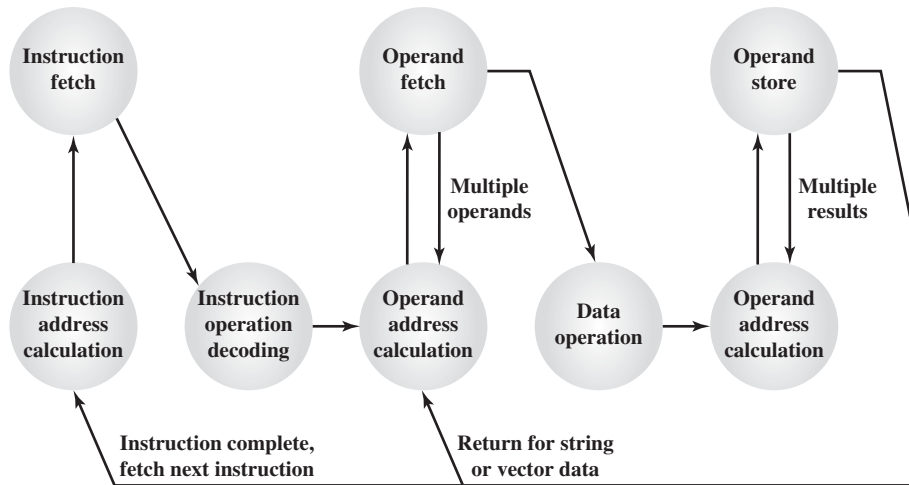 Instruction
fetch
Operand
fetch
Operand
store
Multiple
operands
Multiple
results
Instruction
address
calculation
Instruction
operation
decoding
Operand
address
calculation
Data
operation
Operand
address
calculation
Instruction complete,
fetch next instruction
Return for string
or vector data